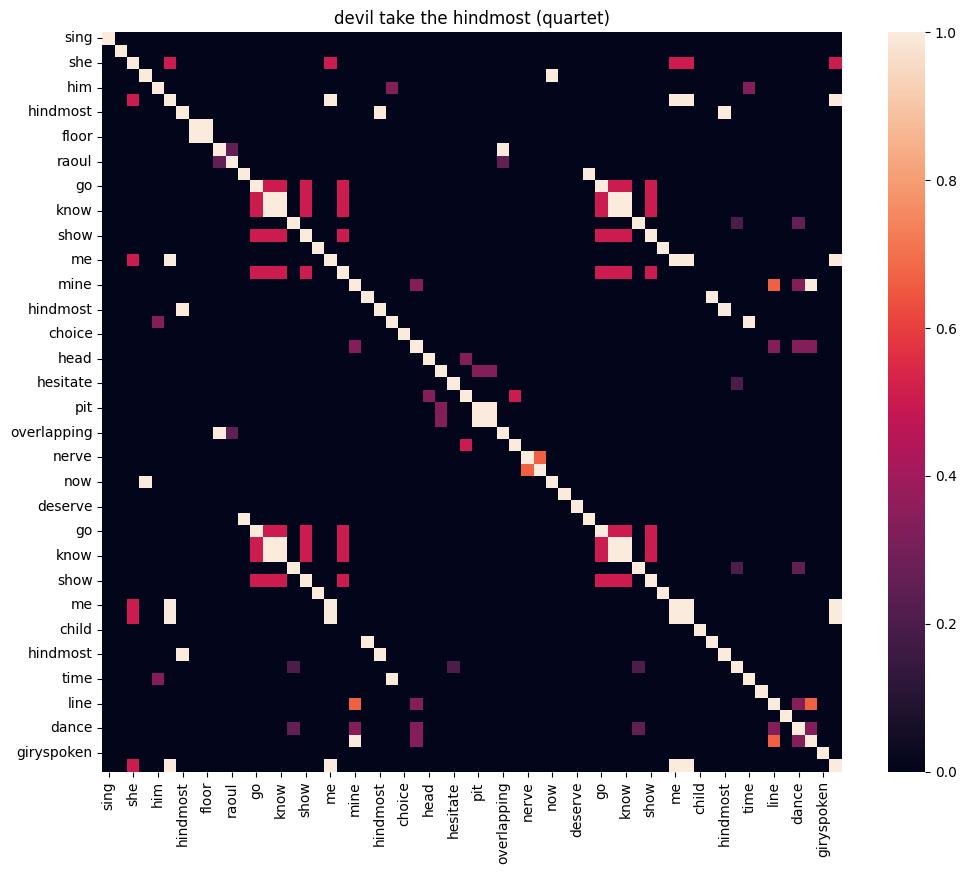 devil take the hindmost (quartet)
sing
she
him
hindmost
floor
raoul
go
know
show
me
mine
hindmost
choice
head
hesitate
pit
overlapping
nerve
now
deserve
go
know
show
me
child
hindmost
time
line
dance
giryspoken
sing
she
him
hindmost
floor
raoul
go
know
show
me
mine
hindmost
choice
head
hesitate
pit
overlapping
nerve
now
deserve
go
know
show
me
child
hindmost
time
line
dance
giryspoken
1.0
0.8
0.6
0.4
0.2
0.0